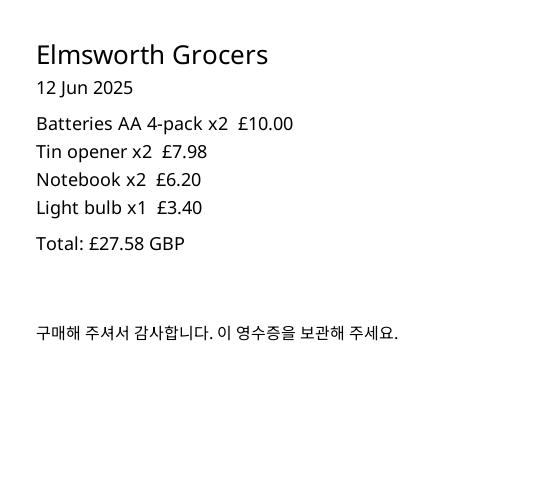 Elmsworth Grocers
12 Jun 2025
Batteries AA 4-pack x2  £10.00
Tin opener x2  £7.98
Notebook x2  £6.20
Light bulb x1  £3.40
Total: £27.58 GBP
구매해 주셔서 감사합니다. 이 영수증을 보관해 주세요.